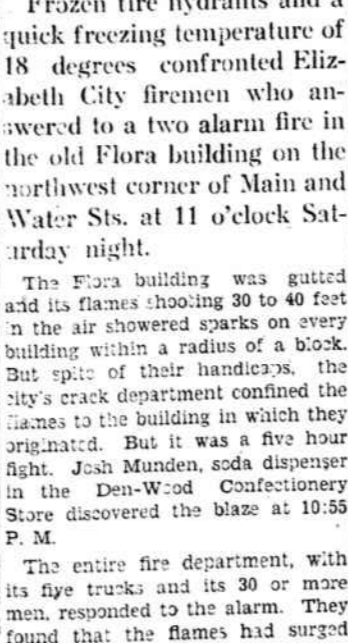 Frozen fire hydrants and a
quick freezing temperature of
18 degrees confronted Eliz-
abeth City firemen who an-
swered to a two alarm fire in
the old Flora building on the
northwest corner of Main and
Water Sts. at 11 o'clock Sat-
urday night.
The Flora building was gutted
and its flames shooting 30 to 40 feet
in the air showered sparks on every
building within a radius of a block.
But spite of their handicaps, the
city's crack department confined the
flames to the building in which they
originated. But it was a five hour
fight. Josh Munden, soda dispenser
in the Den-Wood Confectionery
Store discovered the blaze at 10:55
P. M.
The entire fire department, with
its five trucks and its 30 or more
men, responded to the alarm. They
found that the flames had surged